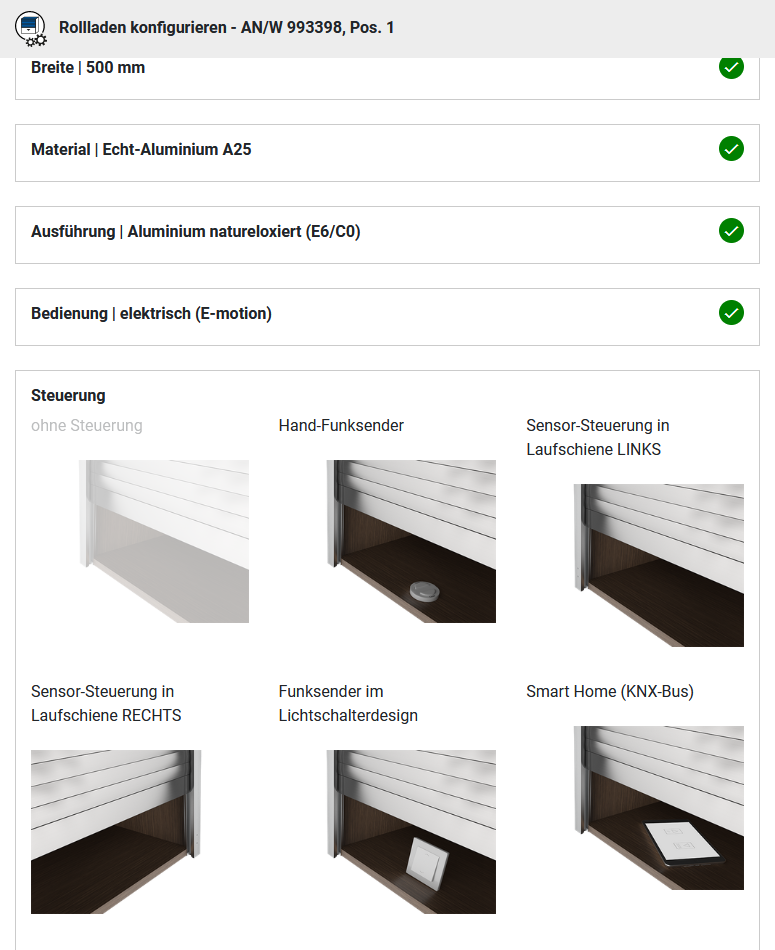 Rollladen konfigurieren - AN/W 993398, Pos. 1
Breite | 500 mm
Material | Echt-Aluminium A25
Ausführung | Aluminium natureloxiert (E6/C0)
Bedienung | elektrisch (E-motion)
Steuerung
ohne Steuerung
Hand-Funksender
Sensor-Steuerung in
Laufschiene LINKS
Sensor-Steuerung in
Laufschiene RECHTS
Funksender im
Lichtschalterdesign
Smart Home (KNX-Bus)